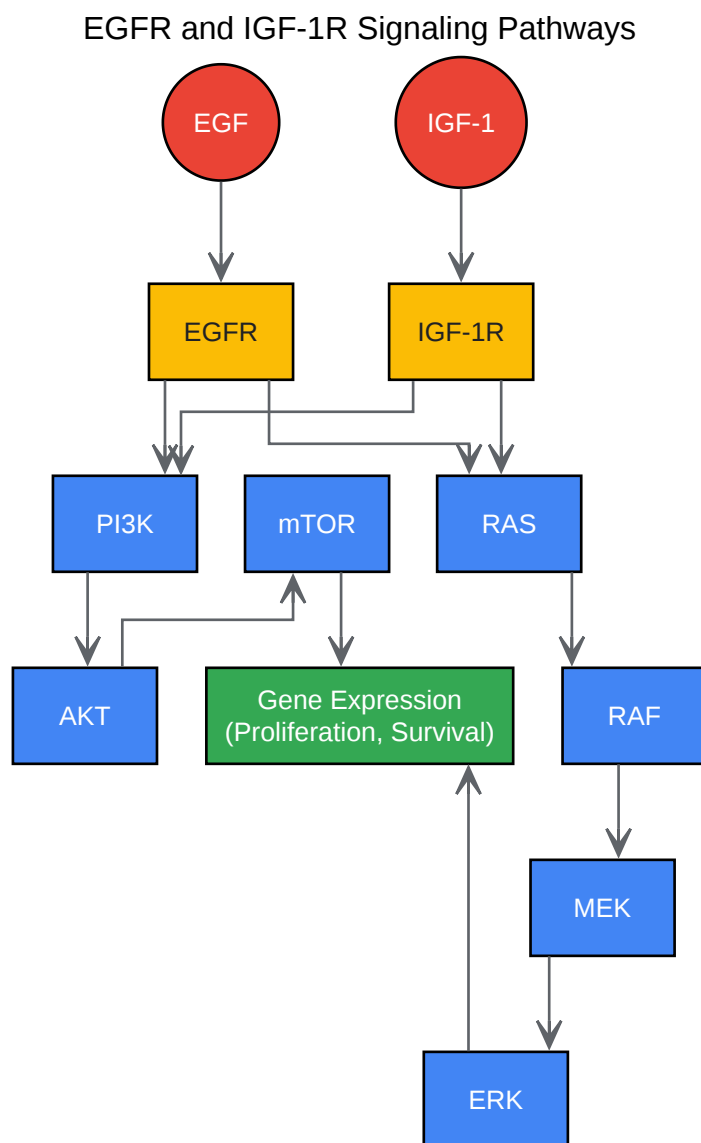 EGFR and IGF-1R Signaling Pathways
EGF
IGF-1
EGFR
IGF-1R
PI3K
mTOR
RAS
AKT
Gene Expression
(Proliferation, Survival)
RAF
MEK
ERK